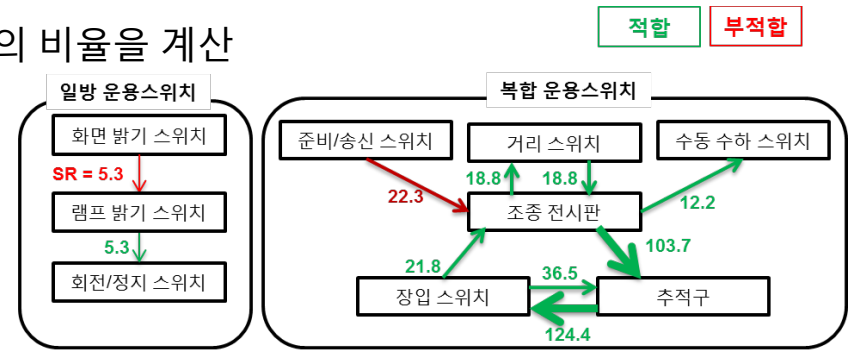 의 비율을 계산
적합
부적합
일방 운용스위치
화면 밝기 스위치
SR = 5.3
램프 밝기 스위치
5.3
회전/정지 스위치
복합 운용스위치
준비/송신 스위치
거리 스위치
수동 수하 스위치
22.3
18.8
18.8
12.2
조종 전시판
103.7
21.8
36.5
장입 스위치
추적구
124.4